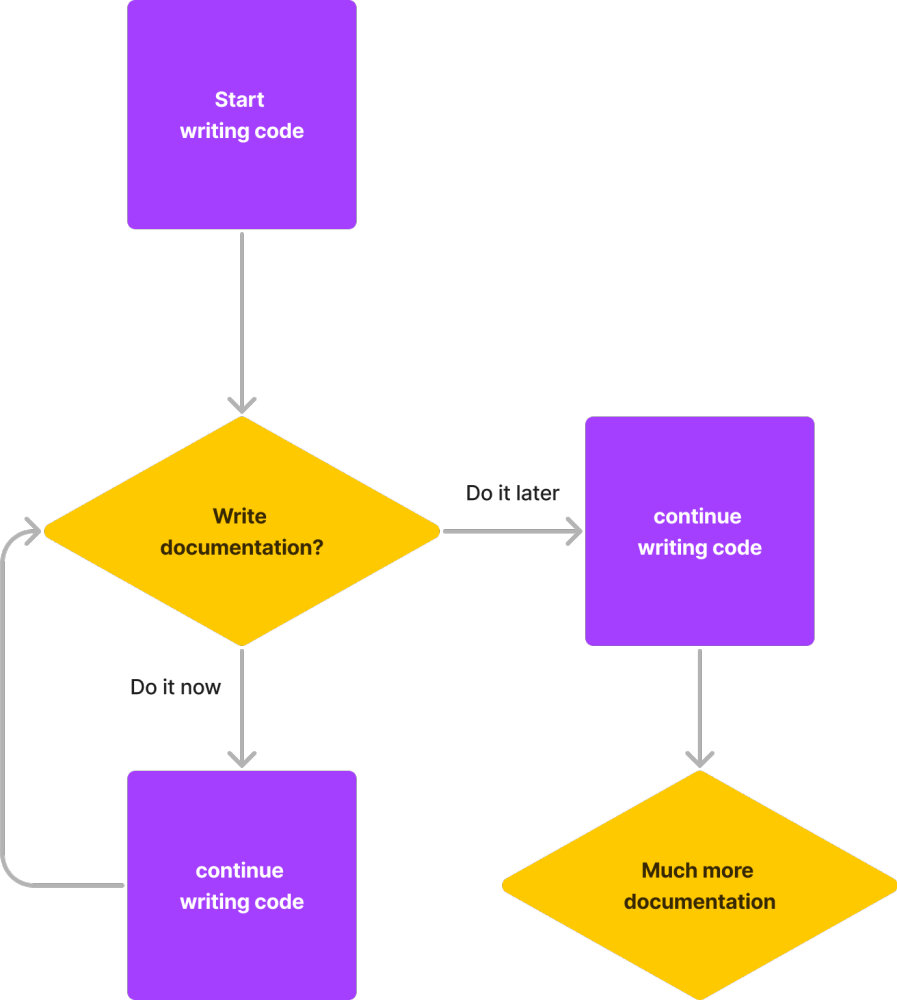 Start
writing code
Write
documentation?
Do it later
continue
writing code
Do it now
continue
writing code
Much more
documentation